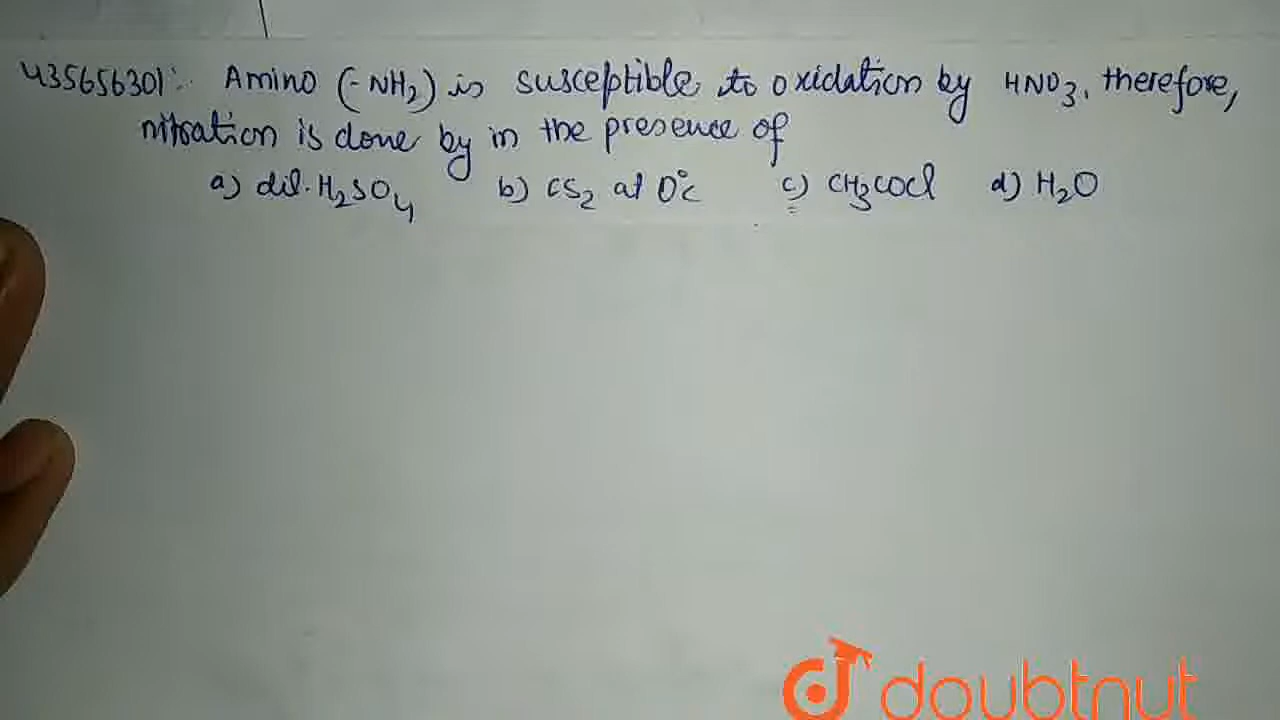 435656301:. Amino (-NH2) is susceptible to oxidation by HNO3. therefore,
nitration is done by in the presence of
a) dil. H2SO4 b) CS2 at 0°C c) CH3COCl d) H2O
doubtnut